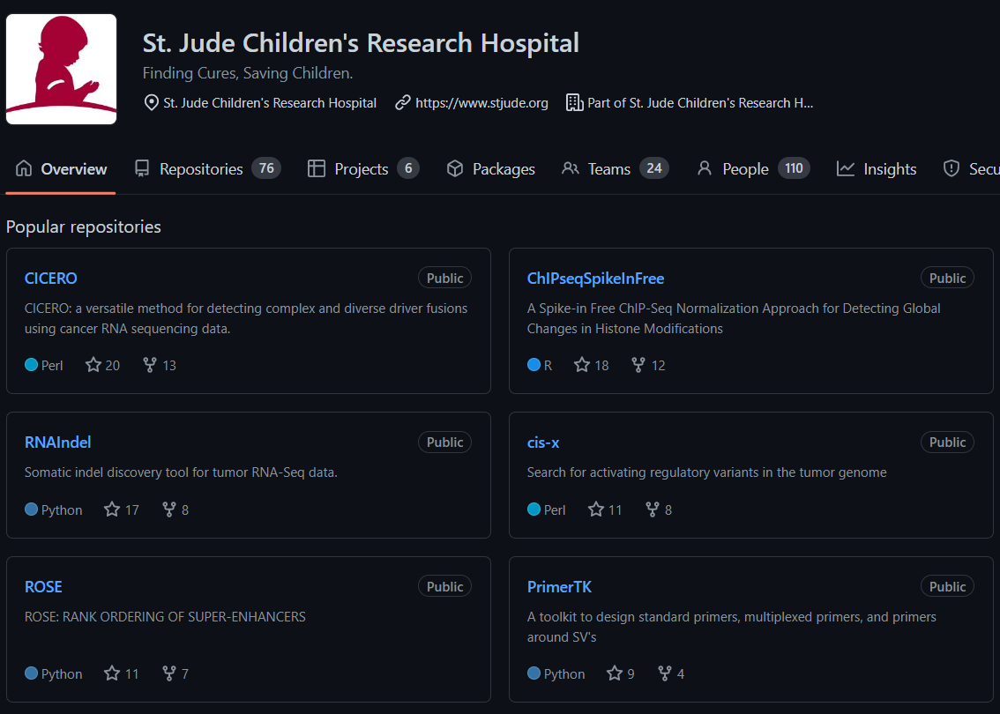 St. Jude Children's Research Hospital
Finding Cures, Saving Children.
St. Jude Children's Research Hospital https://www.stjude.org Part of St. Jude Children's Research H...
Overview Repositories 76 Projects 6 Packages Teams 24 People 110 Insights Secu
Popular repositories
CICERO Public
CICERO: a versatile method for detecting complex and diverse driver fusions
using cancer RNA sequencing data.
Perl 20 13
ChIPseqSpikeInFree Public
A Spike-in Free ChIP-Seq Normalization Approach for Detecting Global
Changes in Histone Modifications
R 18 12
RNAIndel Public
Somatic indel discovery tool for tumor RNA-Seq data.
Python 17 8
cis-x Public
Search for activating regulatory variants in the tumor genome
Perl 11 8
ROSE Public
ROSE: RANK ORDERING OF SUPER-ENHANCERS
Python 11 7
PrimerTK Public
A toolkit to design standard primers, multiplexed primers, and primers
around SV's
Python 9 4